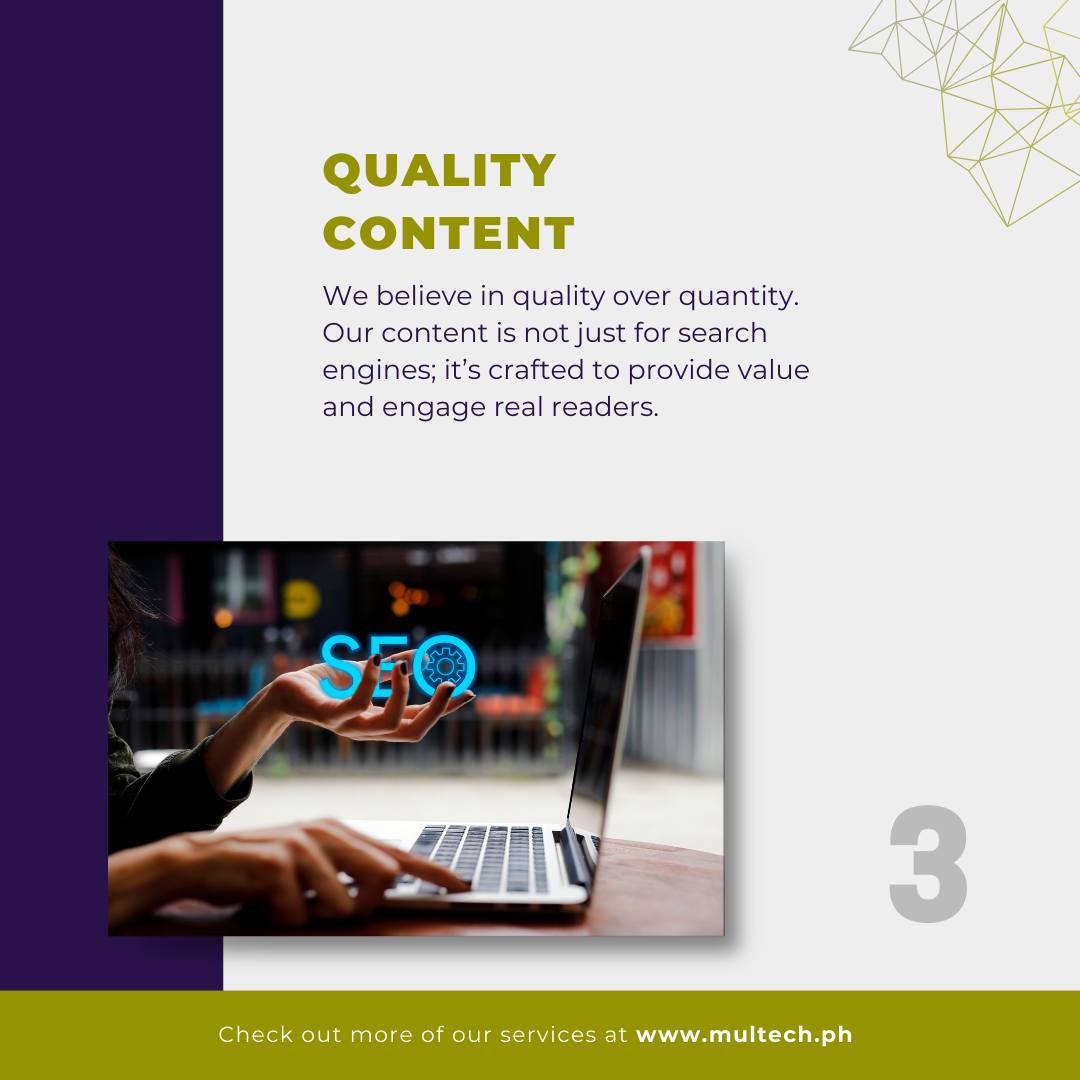 QUALITY
CONTENT
We believe in quality over quantity.
Our content is not just for search
engines; it’s crafted to provide value
and engage real readers.
SEO
3
Check out more of our services at www.multech.ph